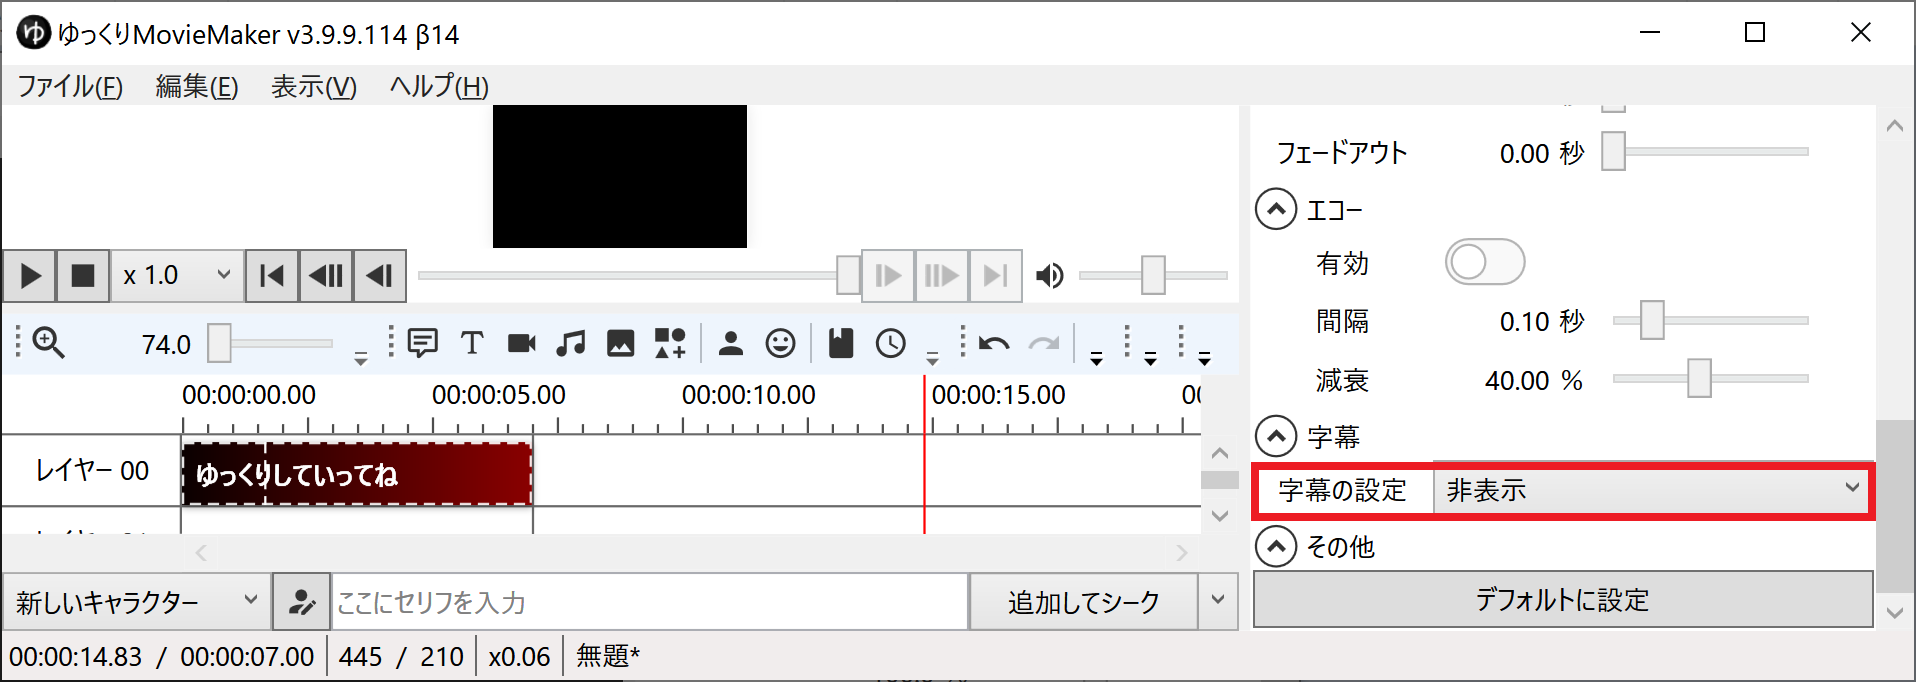 ゆっくりMovieMaker v3.9.9.114 β14
ファイル(F) 編集(E) 表示(V) ヘルプ(H)
フェードアウト 0.00 秒
エコー
有効
間隔 0.10 秒
減衰 40.00 %
字幕
字幕の設定 非表示
その他
デフォルトに設定
x 1.0
74.0
00:00:00.00 00:00:05.00 00:00:10.00 00:00:15.00
レイヤー 00 ゆっくりしていってね
新しいキャラクター ここにセリフを入力 追加してシーク
00:00:14.83 / 00:00:07.00 445 / 210 x0.06 無題*